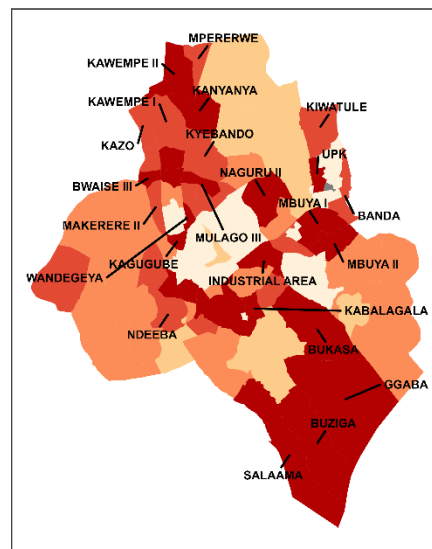 MPERERWE
KAWEMPE II
KANYANYA
KAWEMPE I
KIWATULE
KYEBANDO
KAZO
UPK
NAGURU II
BWAISE III
MBUYA I
BANDA
MAKERERE II
MULAGO III
MBUYA II
KAGUGUBE
WANDEGEYA
INDUSTRIAL AREA
KABALAGALA
NDEEBA
BUKASA
GGABA
BUZIGA
SALAAMA